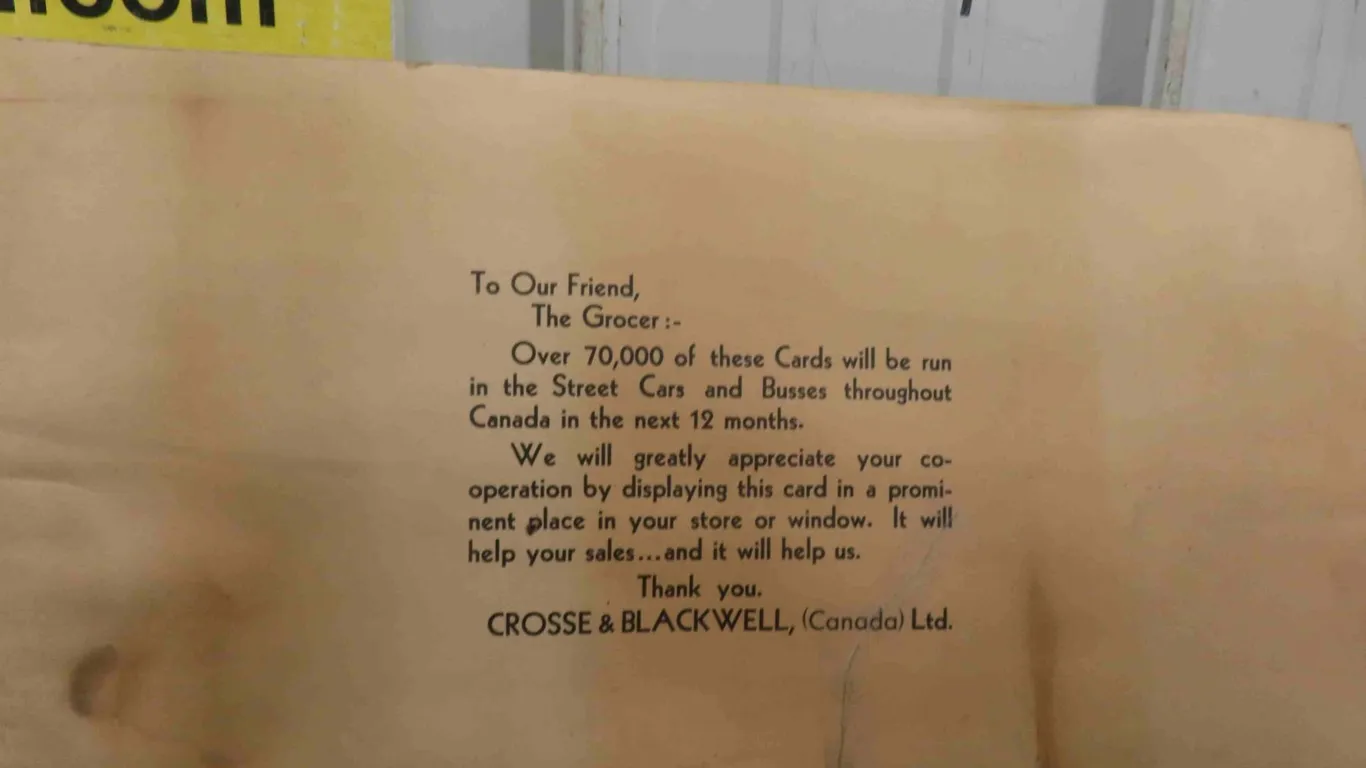 To Our Friend,
The Grocer:-
Over 70,000 of these Cards will be run
in the Street Cars and Busses throughout
Canada in the next 12 months.
We will greatly appreciate your co-
operation by displaying this card in a promi-
nent place in your store or window. It will
help your sales...and it will help us.
Thank you.
CROSSE & BLACKWELL, (Canada) Ltd.